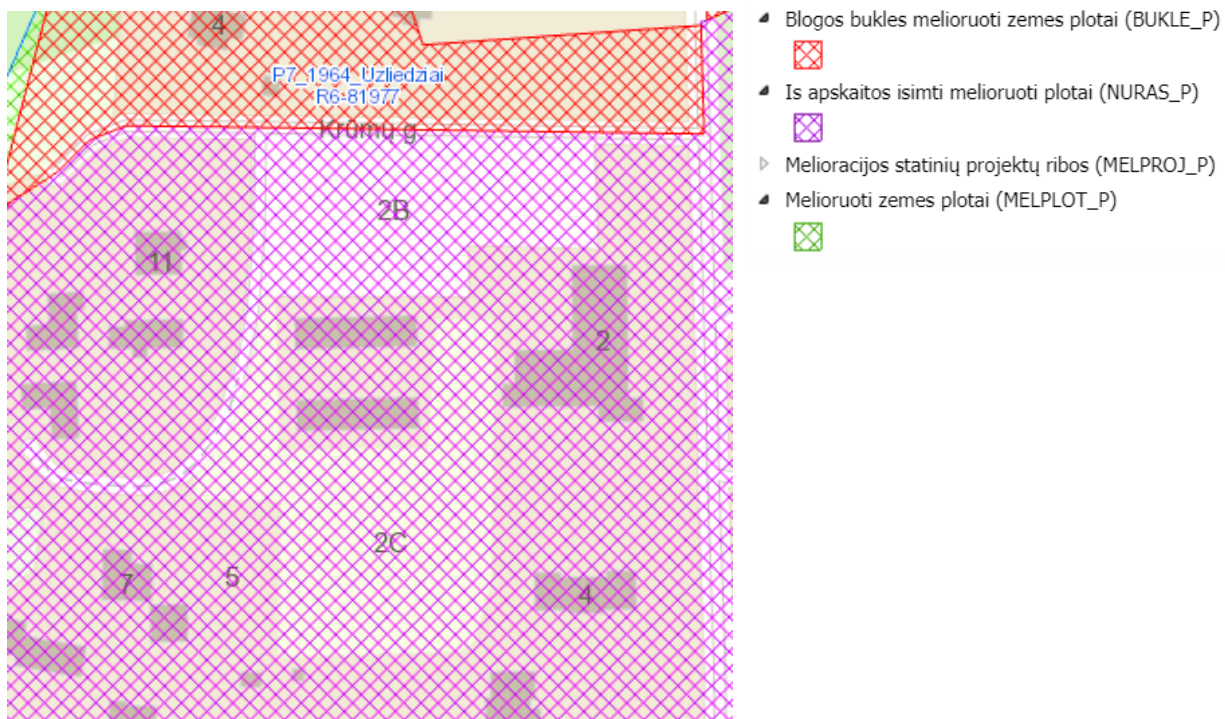 4
P7_1964_Uzliedziai
R6-81977
Krūmų g.
2B
11
2
2C
7
5
4
Blogos bukles melioruoti zemes plotai (BUKLE_P)
Is apskaitos isimti melioruoti plotai (NURAS_P)
Melioracijos statinių projektų ribos (MELPROJ_P)
Melioruoti zemes plotai (MELPLOT_P)